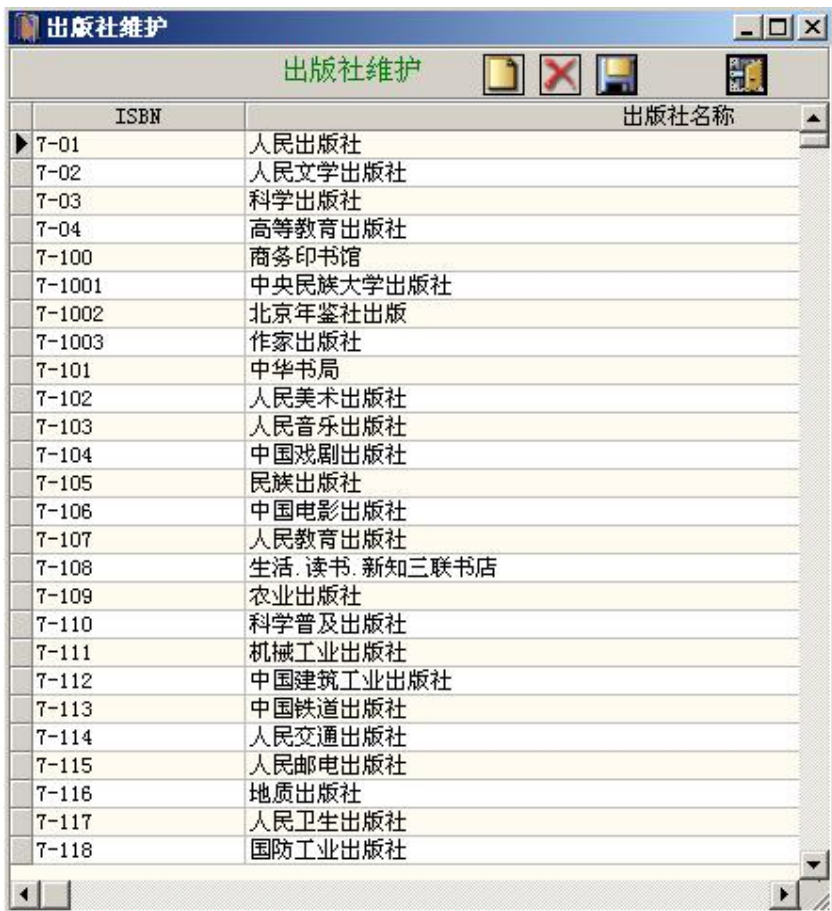 出版社维护
出版社维护
ISBN 出版社名称
7-01 人民出版社
7-02 人民文学出版社
7-03 科学出版社
7-04 高等教育出版社
7-100 商务印书馆
7-1001 中央民族大学出版社
7-1002 北京年鉴社出版
7-1003 作家出版社
7-101 中华书局
7-102 人民美术出版社
7-103 人民音乐出版社
7-104 中国戏剧出版社
7-105 民族出版社
7-106 中国电影出版社
7-107 人民教育出版社
7-108 生活.读书.新知三联书店
7-109 农业出版社
7-110 科学普及出版社
7-111 机械工业出版社
7-112 中国建筑工业出版社
7-113 中国铁道出版社
7-114 人民交通出版社
7-115 人民邮电出版社
7-116 地质出版社
7-117 人民卫生出版社
7-118 国防工业出版社